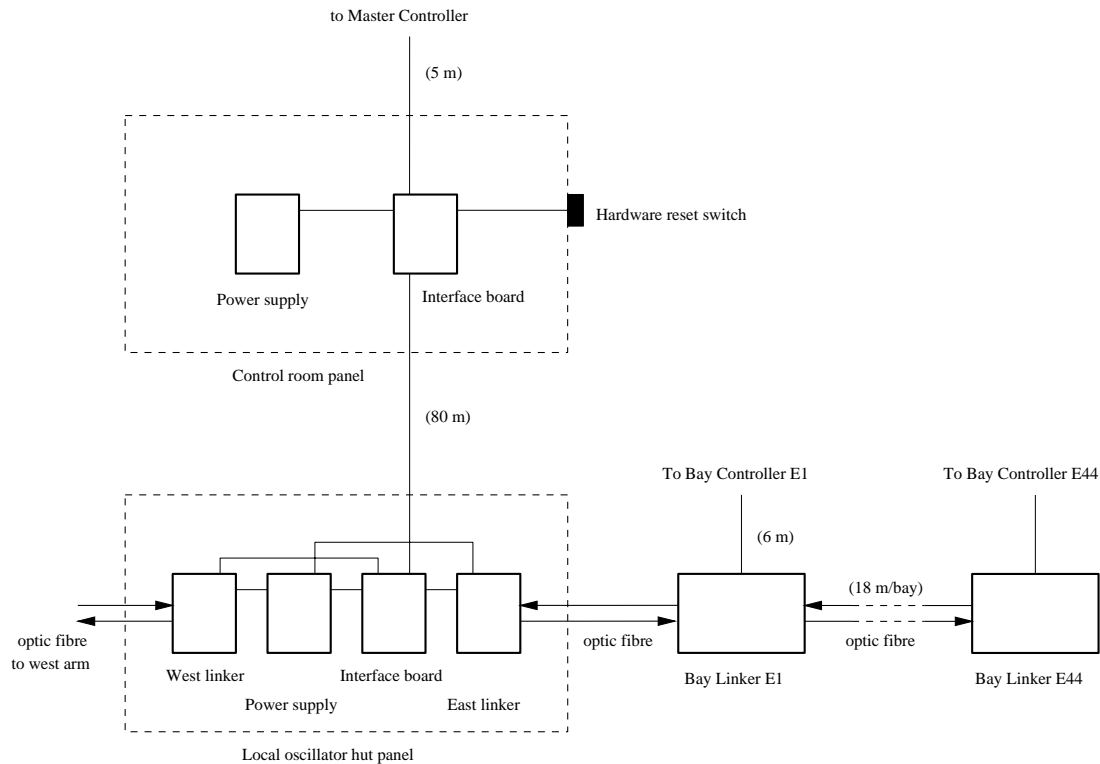 to Master Controller
(5 m)
Hardware reset switch
Power supply
Interface board
Control room panel
(80 m)
To Bay Controller E1
To Bay Controller E44
(6 m)
(18 m/bay)
optic fibre
to west arm
optic fibre
optic fibre
West linker
Interface board
Bay Linker E1
Bay Linker E44
Power supply
East linker
Local oscillator hut panel